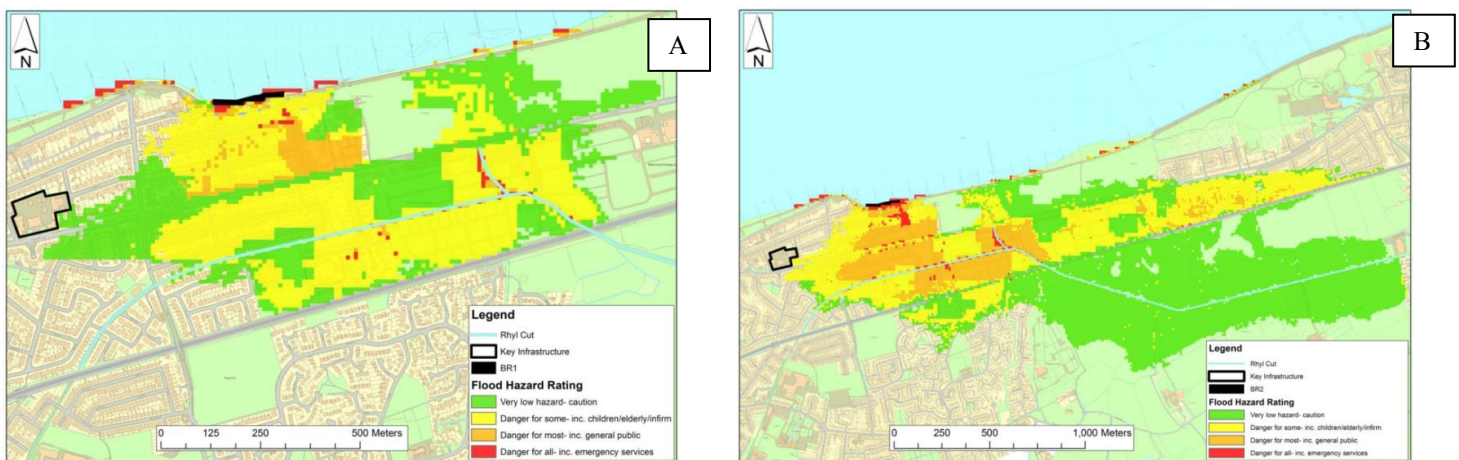 A
N
Legend
Rhyl Cut
Key Infrastructure
BR1
Flood Hazard Rating
Very low hazard- caution
Danger for some- inc. children/elderly/infirm
Danger for most- inc. general public
Danger for all- inc. emergency services
0 125 250 500 Meters
B
N
Legend
Rhyl Cut
Key Infrastructure
BR2
Flood Hazard Rating
Very low hazard- caution
Danger for some- inc. children/elderly/infirm
Danger for most- inc. general public
Danger for all- inc. emergency services
0 250 500 1,000 Meters